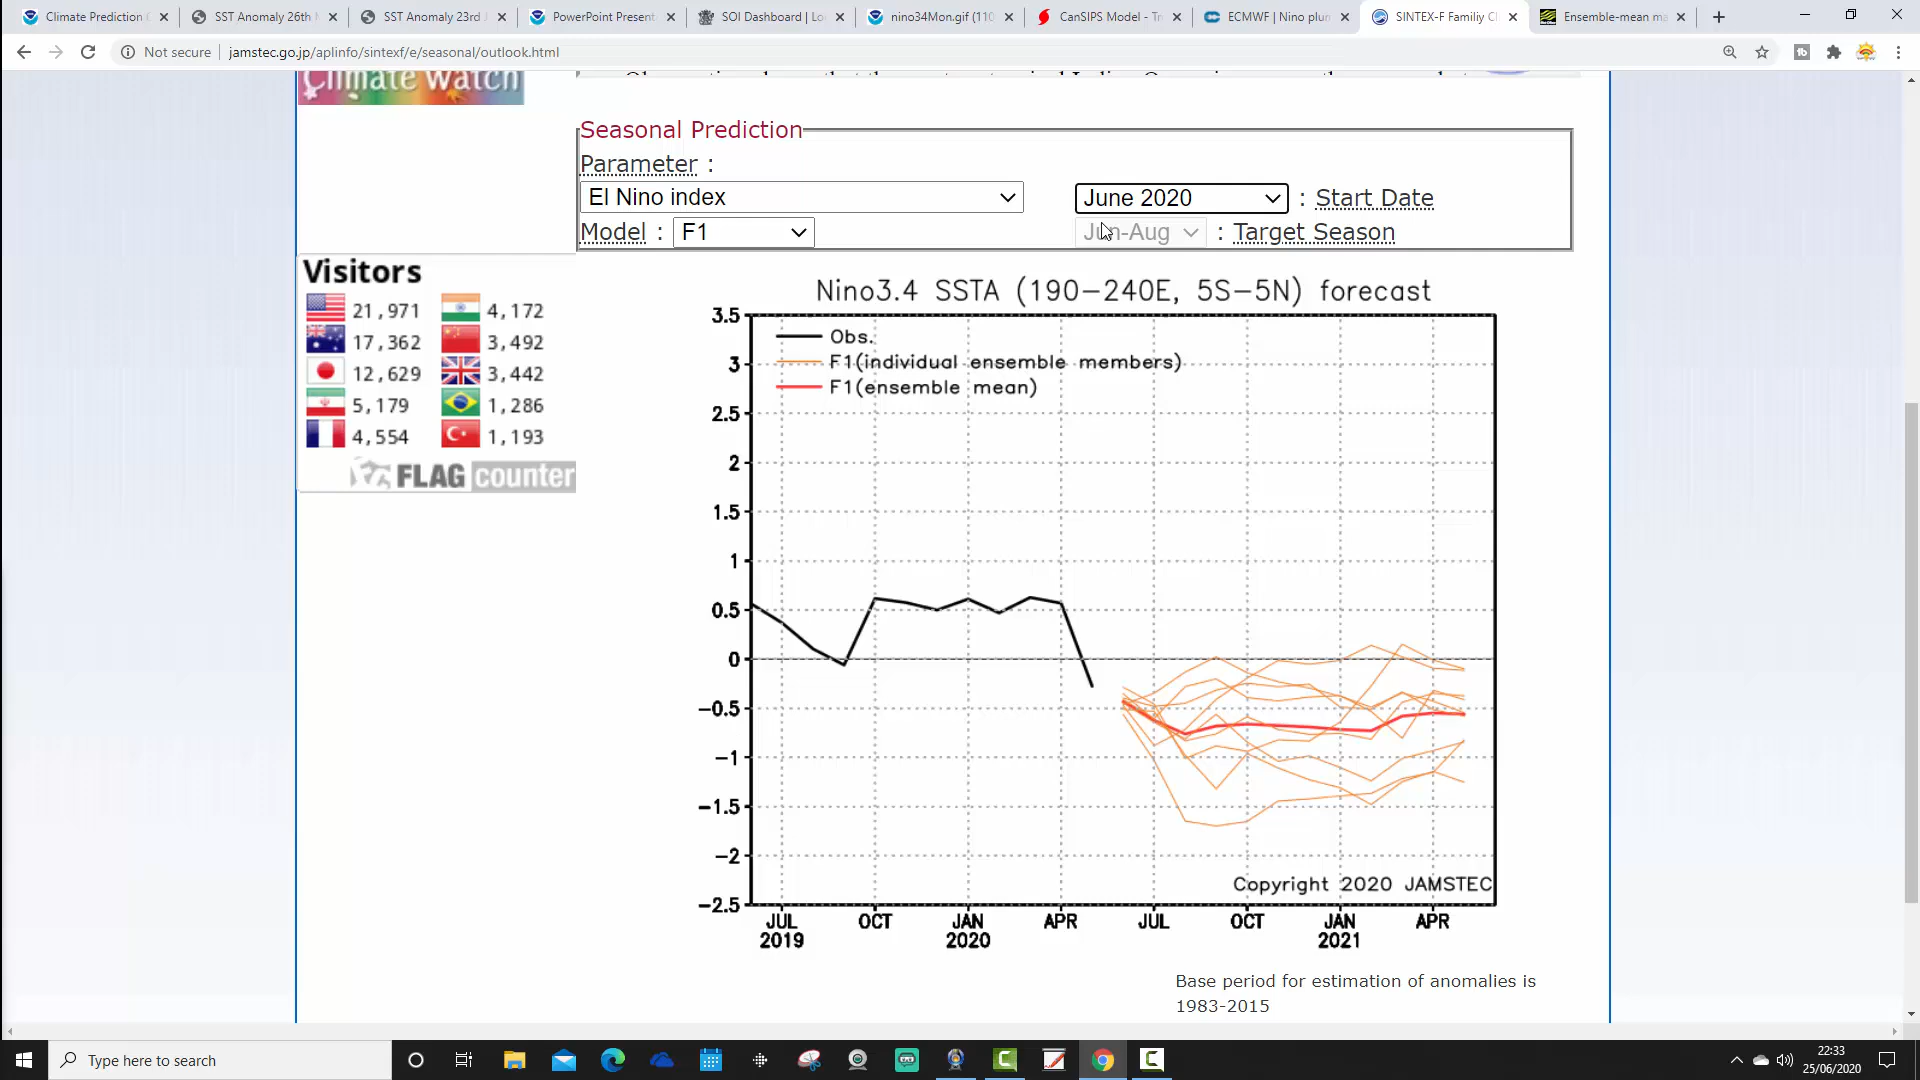 Climate Prediction C
SST Anomaly 26th M
SST Anomaly 23rd J
PowerPoint Present
SOI Dashboard | Lo
nino34Mon.gif (110
CanSIPS Model - Tr
ECMWF | Nino plum
SINTEX-F Familiy Cl
Ensemble-mean ma
Not secure | jamstec.go.jp/aplinfo/sintexf/e/seasonal/outlook.html
Climate Watch
Seasonal Prediction
Parameter :
El Nino index
June 2020 : Start Date
Model : F1
Jun-Aug : Target Season
Visitors
21,971 4,172
17,362 3,492
12,629 3,442
5,179 1,286
4,554 1,193
FLAG counter
Nino3.4 SSTA (190-240E, 5S-5N) forecast
Obs.
F1(individual ensemble members)
F1(ensemble mean)
3.5
3
2.5
2
1.5
1
0.5
0
-0.5
-1
-1.5
-2
-2.5
Copyright 2020 JAMSTEC
JUL OCT JAN APR JUL OCT JAN APR
2019 2020 2021
Base period for estimation of anomalies is
1983-2015
Type here to search
22:33
25/06/2020